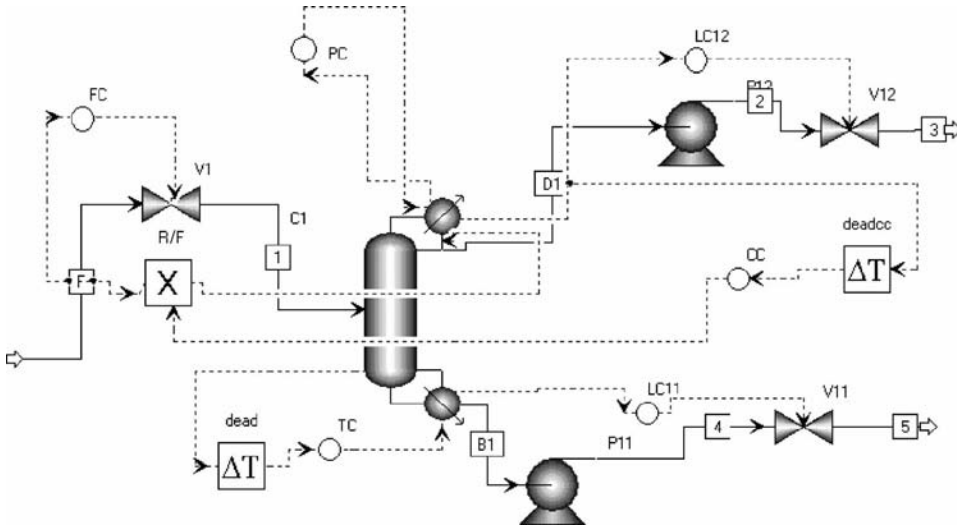 LC12
PC
P12
FC
2
V12
3
V1
D1
C1
R/F
deadcc
1
CC
F
X
ΔT
LC11
V11
dead
TC
4
5
B1
P11
ΔT